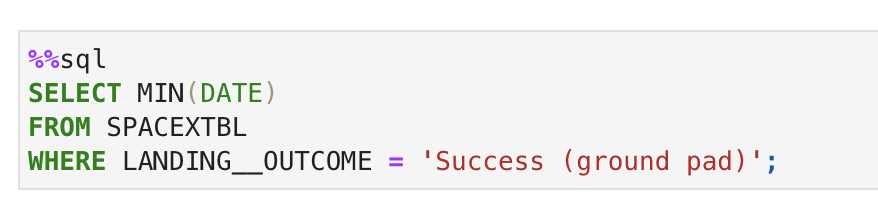 %%sql
SELECT MIN(DATE)
FROM SPACEXTBL
WHERE LANDING__OUTCOME = 'Success (ground pad)';